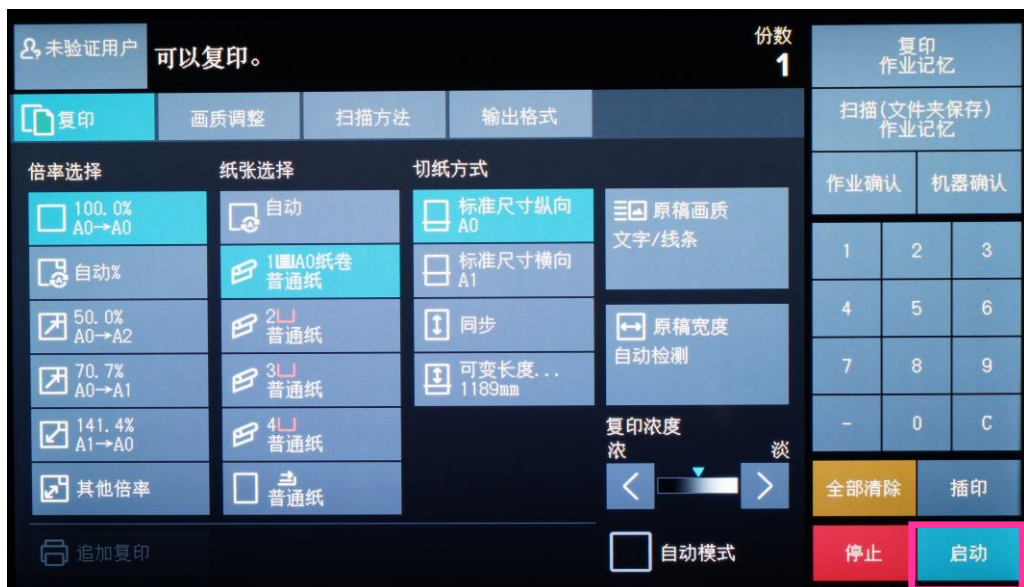 未验证用户
可以复印。
份数
1
复印
作业记忆
复印
画质调整
扫描方法
输出格式
扫描(文件夹保存)
作业记忆
作业确认
机器确认
倍率选择
100.0%
A0→A0
自动%
50.0%
A0→A2
70.7%
A0→A1
141.4%
A1→A0
其他倍率
追加复印
纸张选择
自动
1 A0纸卷
普通纸
2
普通纸
3
普通纸
4
普通纸
普通纸
切纸方式
标准尺寸纵向
A0
标准尺寸横向
A1
同步
可变长度...
1189mm
原稿画质
文字/线条
原稿宽度
自动检测
复印浓度
浓
淡
自动模式
1
2
3
4
5
6
7
8
9
-
0
C
全部清除
插印
停止
启动